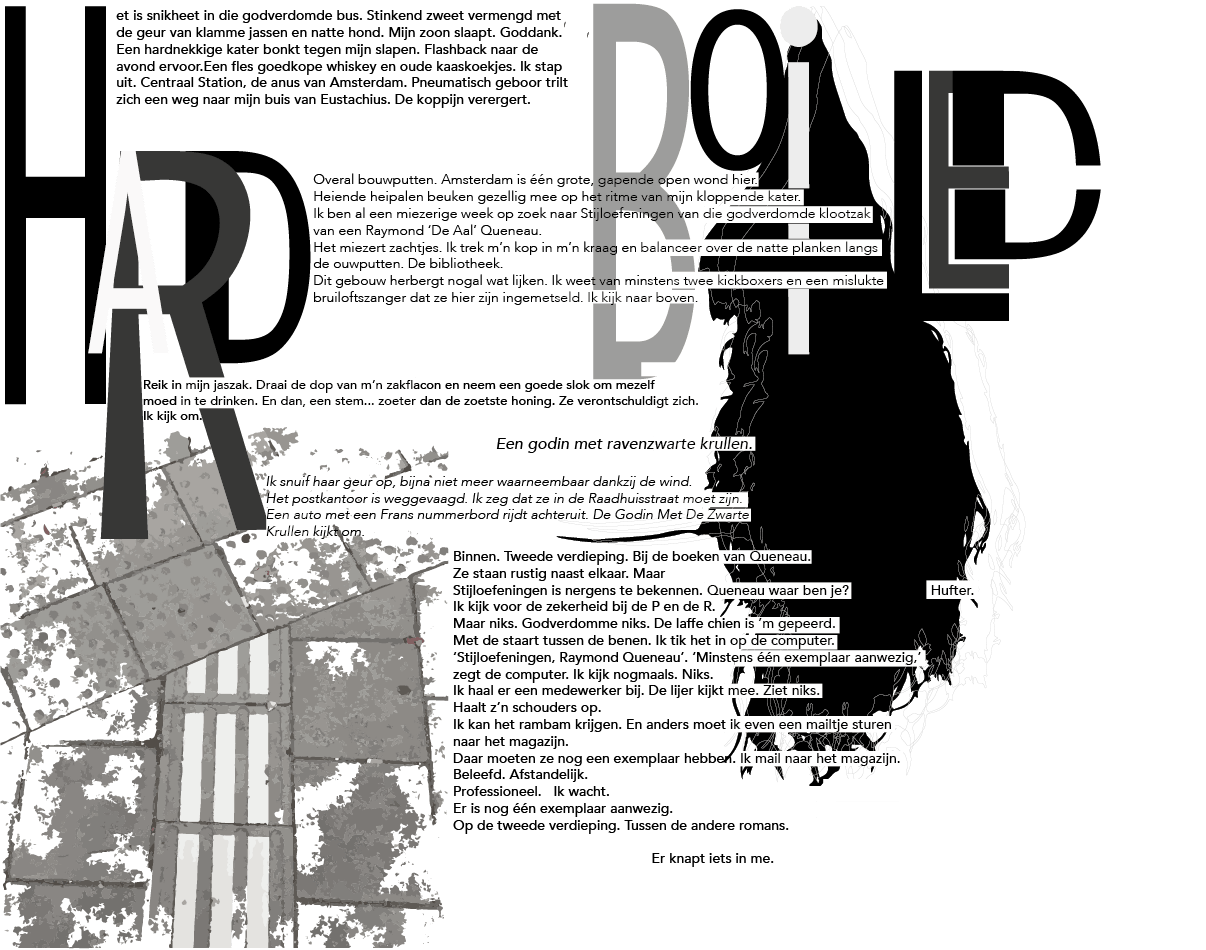 HARD
BOILED
et is snikheet in die godverdomde bus. Stinkend zweet vermengd met
de geur van klamme jassen en natte hond. Mijn zoon slaapt. Goddank.
Een hardnekkige kater bonkt tegen mijn slapen. Flashback naar de
avond ervoor.Een fles goedkope whiskey en oude kaaskoekjes. Ik stap
uit. Centraal Station, de anus van Amsterdam. Pneumatisch geboor trilt
zich een weg naar mijn buis van Eustachius. De koppijn verergert.
Overal bouwputten. Amsterdam is één grote, gapende open wond hier.
Heiende heipalen beuken gezellig mee op het ritme van mijn kloppende kater.
Ik ben al een miezerige week op zoek naar Stijloefeningen van die godverdomde klootzak
van een Raymond ‘De Aal’ Queneau.
Het miezert zachtjes. Ik trek m’n kop in m’n kraag en balanceer over de natte planken langs
de ouwputten. De bibliotheek.
Dit gebouw herbergt nogal wat lijken. Ik weet van minstens twee kickboxers en een mislukte
bruiloftszanger dat ze hier zijn ingemetseld. Ik kijk naar boven.
Reik in mijn jaszak. Draai de dop van m’n zakflacon en neem een goede slok om mezelf
moed in te drinken. En dan, een stem... zoeter dan de zoetste honing. Ze verontschuldigt zich.
Ik kijk om.
Een godin met ravenzwarte krullen.
Ik snuif haar geur op, bijna niet meer waarneembaar dankzij de wind.
Het postkantoor is weggevaagd. Ik zeg dat ze in de Raadhuisstraat moet zijn.
Een auto met een Frans nummerbord rijdt achteruit. De Godin Met De Zwarte
Krullen kijkt om.
Binnen. Tweede verdieping. Bij de boeken van Queneau.
Ze staan rustig naast elkaar. Maar
Stijloefeningen is nergens te bekennen. Queneau waar ben je? Hufter.
Ik kijk voor de zekerheid bij de P en de R.
Maar niks. Godverdomme niks. De laffe chien is ‘m gepeerd.
Met de staart tussen de benen. Ik tik het in op de computer.
‘Stijloefeningen, Raymond Queneau’. ‘Minstens één exemplaar aanwezig,’
zegt de computer. Ik kijk nogmaals. Niks.
Ik haal er een medewerker bij. De lijer kijkt mee. Ziet niks.
Haalt z’n schouders op.
Ik kan het rambam krijgen. En anders moet ik even een mailtje sturen
naar het magazijn.
Daar moeten ze nog een exemplaar hebben. Ik mail naar het magazijn.
Beleefd. Afstandelijk.
Professioneel. Ik wacht.
Er is nog één exemplaar aanwezig.
Op de tweede verdieping. Tussen de andere romans.
Er knapt iets in me.